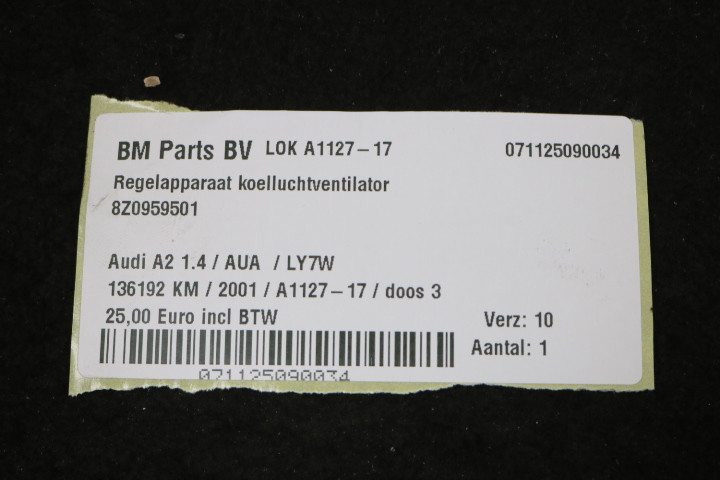 BM Parts BV LOK A1127-17 071125090034
Regelapparaat koelluchtventilator
8Z0959501
Audi A2 1.4 / AUA / LY7W
136192 KM / 2001 / A1127-17 / doos 3
25,00 Euro incl BTW Verz: 10
Aantal: 1
071125090034